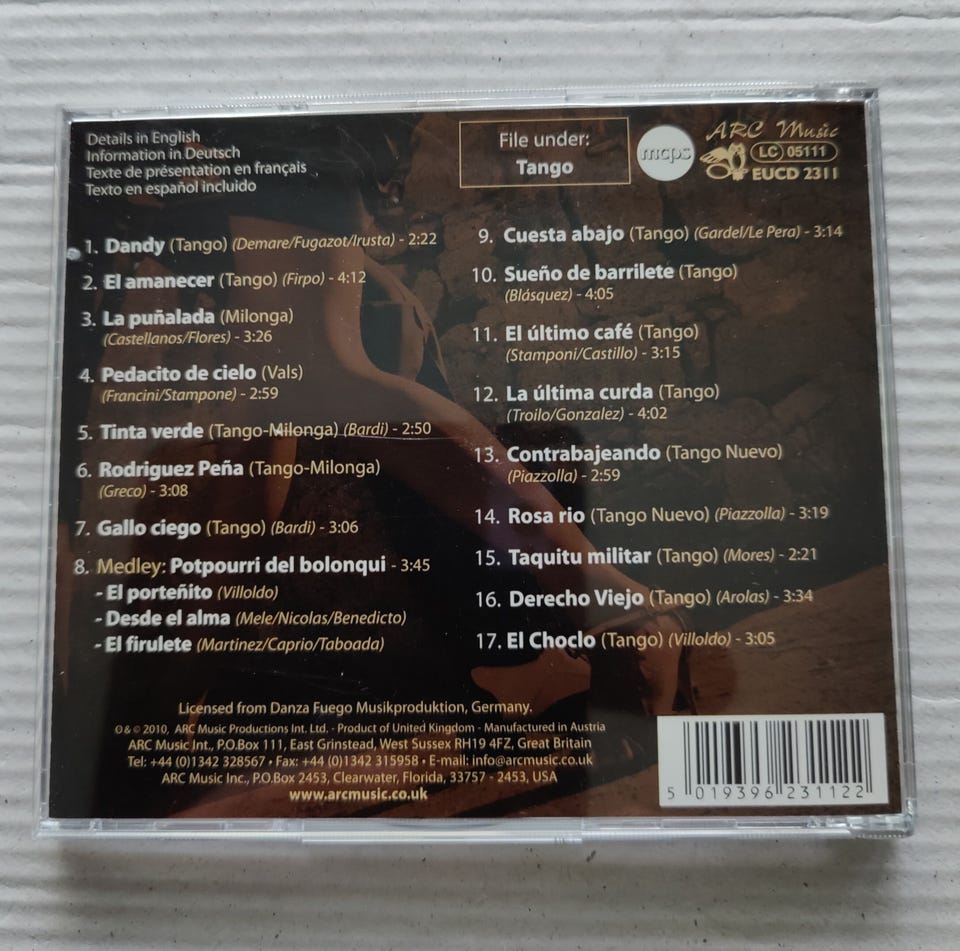 Details in English
Information in Deutsch
Texte de présentation en français
Texto en español incluido
File under:
Tango
mcps
ARC Music
LC 05111
EUCD 2311
1. Dandy (Tango) (Demare/Fugazot/Irusta) - 2:22
2. El amanecer (Tango) (Firpo) - 4:12
3. La puñalada (Milonga)
(Castellanos/Flores) - 3:26
4. Pedacito de cielo (Vals)
(Francini/Stampone) - 2:59
5. Tinta verde (Tango-Milonga) (Bardi) - 2:50
6. Rodriguez Peña (Tango-Milonga)
(Greco) - 3:08
7. Gallo ciego (Tango) (Bardi) - 3:06
8. Medley: Potpourri del bolonqui - 3:45
- El porteñito (Villoldo)
- Desde el alma (Mele/Nicolas/Benedicto)
- El firulete (Martinez/Caprio/Taboada)
9. Cuesta abajo (Tango) (Gardel/Le Pera) - 3:14
10. Sueño de barrilete (Tango)
(Blásquez) - 4:05
11. El último café (Tango)
(Stamponi/Castillo) - 3:15
12. La última curda (Tango)
(Troilo/Gonzalez) - 4:02
13. Contrabajeando (Tango Nuevo)
(Piazzolla) - 2:59
14. Rosa rio (Tango Nuevo) (Piazzolla) - 3:19
15. Taquitu militar (Tango) (Mores) - 2:21
16. Derecho Viejo (Tango) (Arolas) - 3:34
17. El Choclo (Tango) (Villoldo) - 3:05
Licensed from Danza Fuego Musikproduktion, Germany.
℗ & © 2010, ARC Music Productions Int. Ltd. - Product of United Kingdom - Manufactured in Austria
ARC Music Int., P.O.Box 111, East Grinstead, West Sussex RH19 4FZ, Great Britain
Tel: +44 (0)1342 328567 • Fax: +44 (0)1342 315958 • E-mail: info@arcmusic.co.uk
ARC Music Inc., P.O.Box 2453, Clearwater, Florida, 33757 - 2453, USA
www.arcmusic.co.uk
5 019396 231122